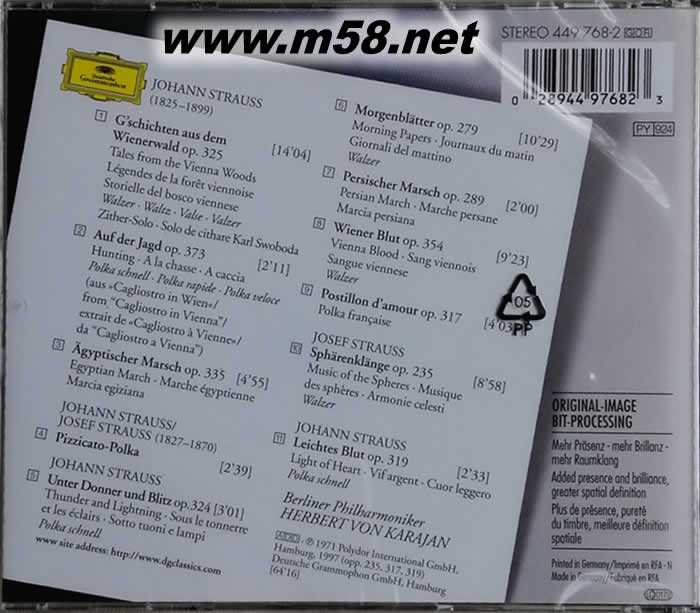 www.m58.net
STEREO 449 768-2 GOR
0 28944 97682 3
PY 924
Deutsche
Grammophon
JOHANN STRAUSS
(1825-1899)
1 G'schichten aus dem
Wienerwald op. 325 [14'04]
Tales from the Vienna Woods
Légendes de la forêt viennoise
Storielle del bosco viennese
Walzer · Waltz · Valse · Valzer
Zither-Solo · Solo de cithare Karl Swoboda
2 Auf der Jagd op. 373 [2'11]
Hunting · A la chasse · A caccia
Polka schnell · Polka rapide · Polka veloce
(aus »Cagliostro in Wien«/
from "Cagliostro in Vienna"/
extrait de «Cagliostro à Vienne»/
da "Cagliostro a Vienna")
3 Ägyptischer Marsch op. 335 [4'55]
Egyptian March · Marche égyptienne
Marcia egiziana
JOHANN STRAUSS/
JOSEF STRAUSS (1827-1870)
4 Pizzicato-Polka [2'39]
JOHANN STRAUSS
5 Unter Donner und Blitz op.324 [3'01]
Thunder and Lightning · Sous le tonnerre
et les éclairs · Sotto tuoni e lampi
Polka schnell
www site address: http://www.dgclassics.com
6 Morgenblätter op. 279 [10'29]
Morning Papers · Journaux du matin
Giornali del mattino
Walzer
7 Persischer Marsch op. 289 [2'00]
Persian March · Marche persane
Marcia persiana
8 Wiener Blut op. 354 [9'23]
Vienna Blood · Sang viennois
Sangue viennese
Walzer
9 Postillon d'amour op. 317 [4'03]
Polka française
JOSEF STRAUSS
10 Sphärenklänge op. 235 [8'58]
Music of the Spheres · Musique
des sphères · Armonie celesti
Walzer
JOHANN STRAUSS
11 Leichtes Blut op. 319 [2'33]
Light of Heart · Vif argent · Cuor leggero
Polka schnell
Berliner Philharmoniker
HERBERT VON KARAJAN
ADD ℗ 1971 Polydor International GmbH,
Hamburg, 1997 (opp. 235, 317, 319)
Deutsche Grammophon GmbH, Hamburg
[64'16]
05
PP
ORIGINAL-IMAGE
BIT-PROCESSING
Mehr Präsenz - mehr Brillanz -
mehr Raumklang
Added presence and brilliance,
greater spatial definition
Plus de présence, pureté
du timbre, meilleure définition
spatiale
Printed in Germany/Imprimé en RFA · N
Made in Germany/Fabriqué en RFA